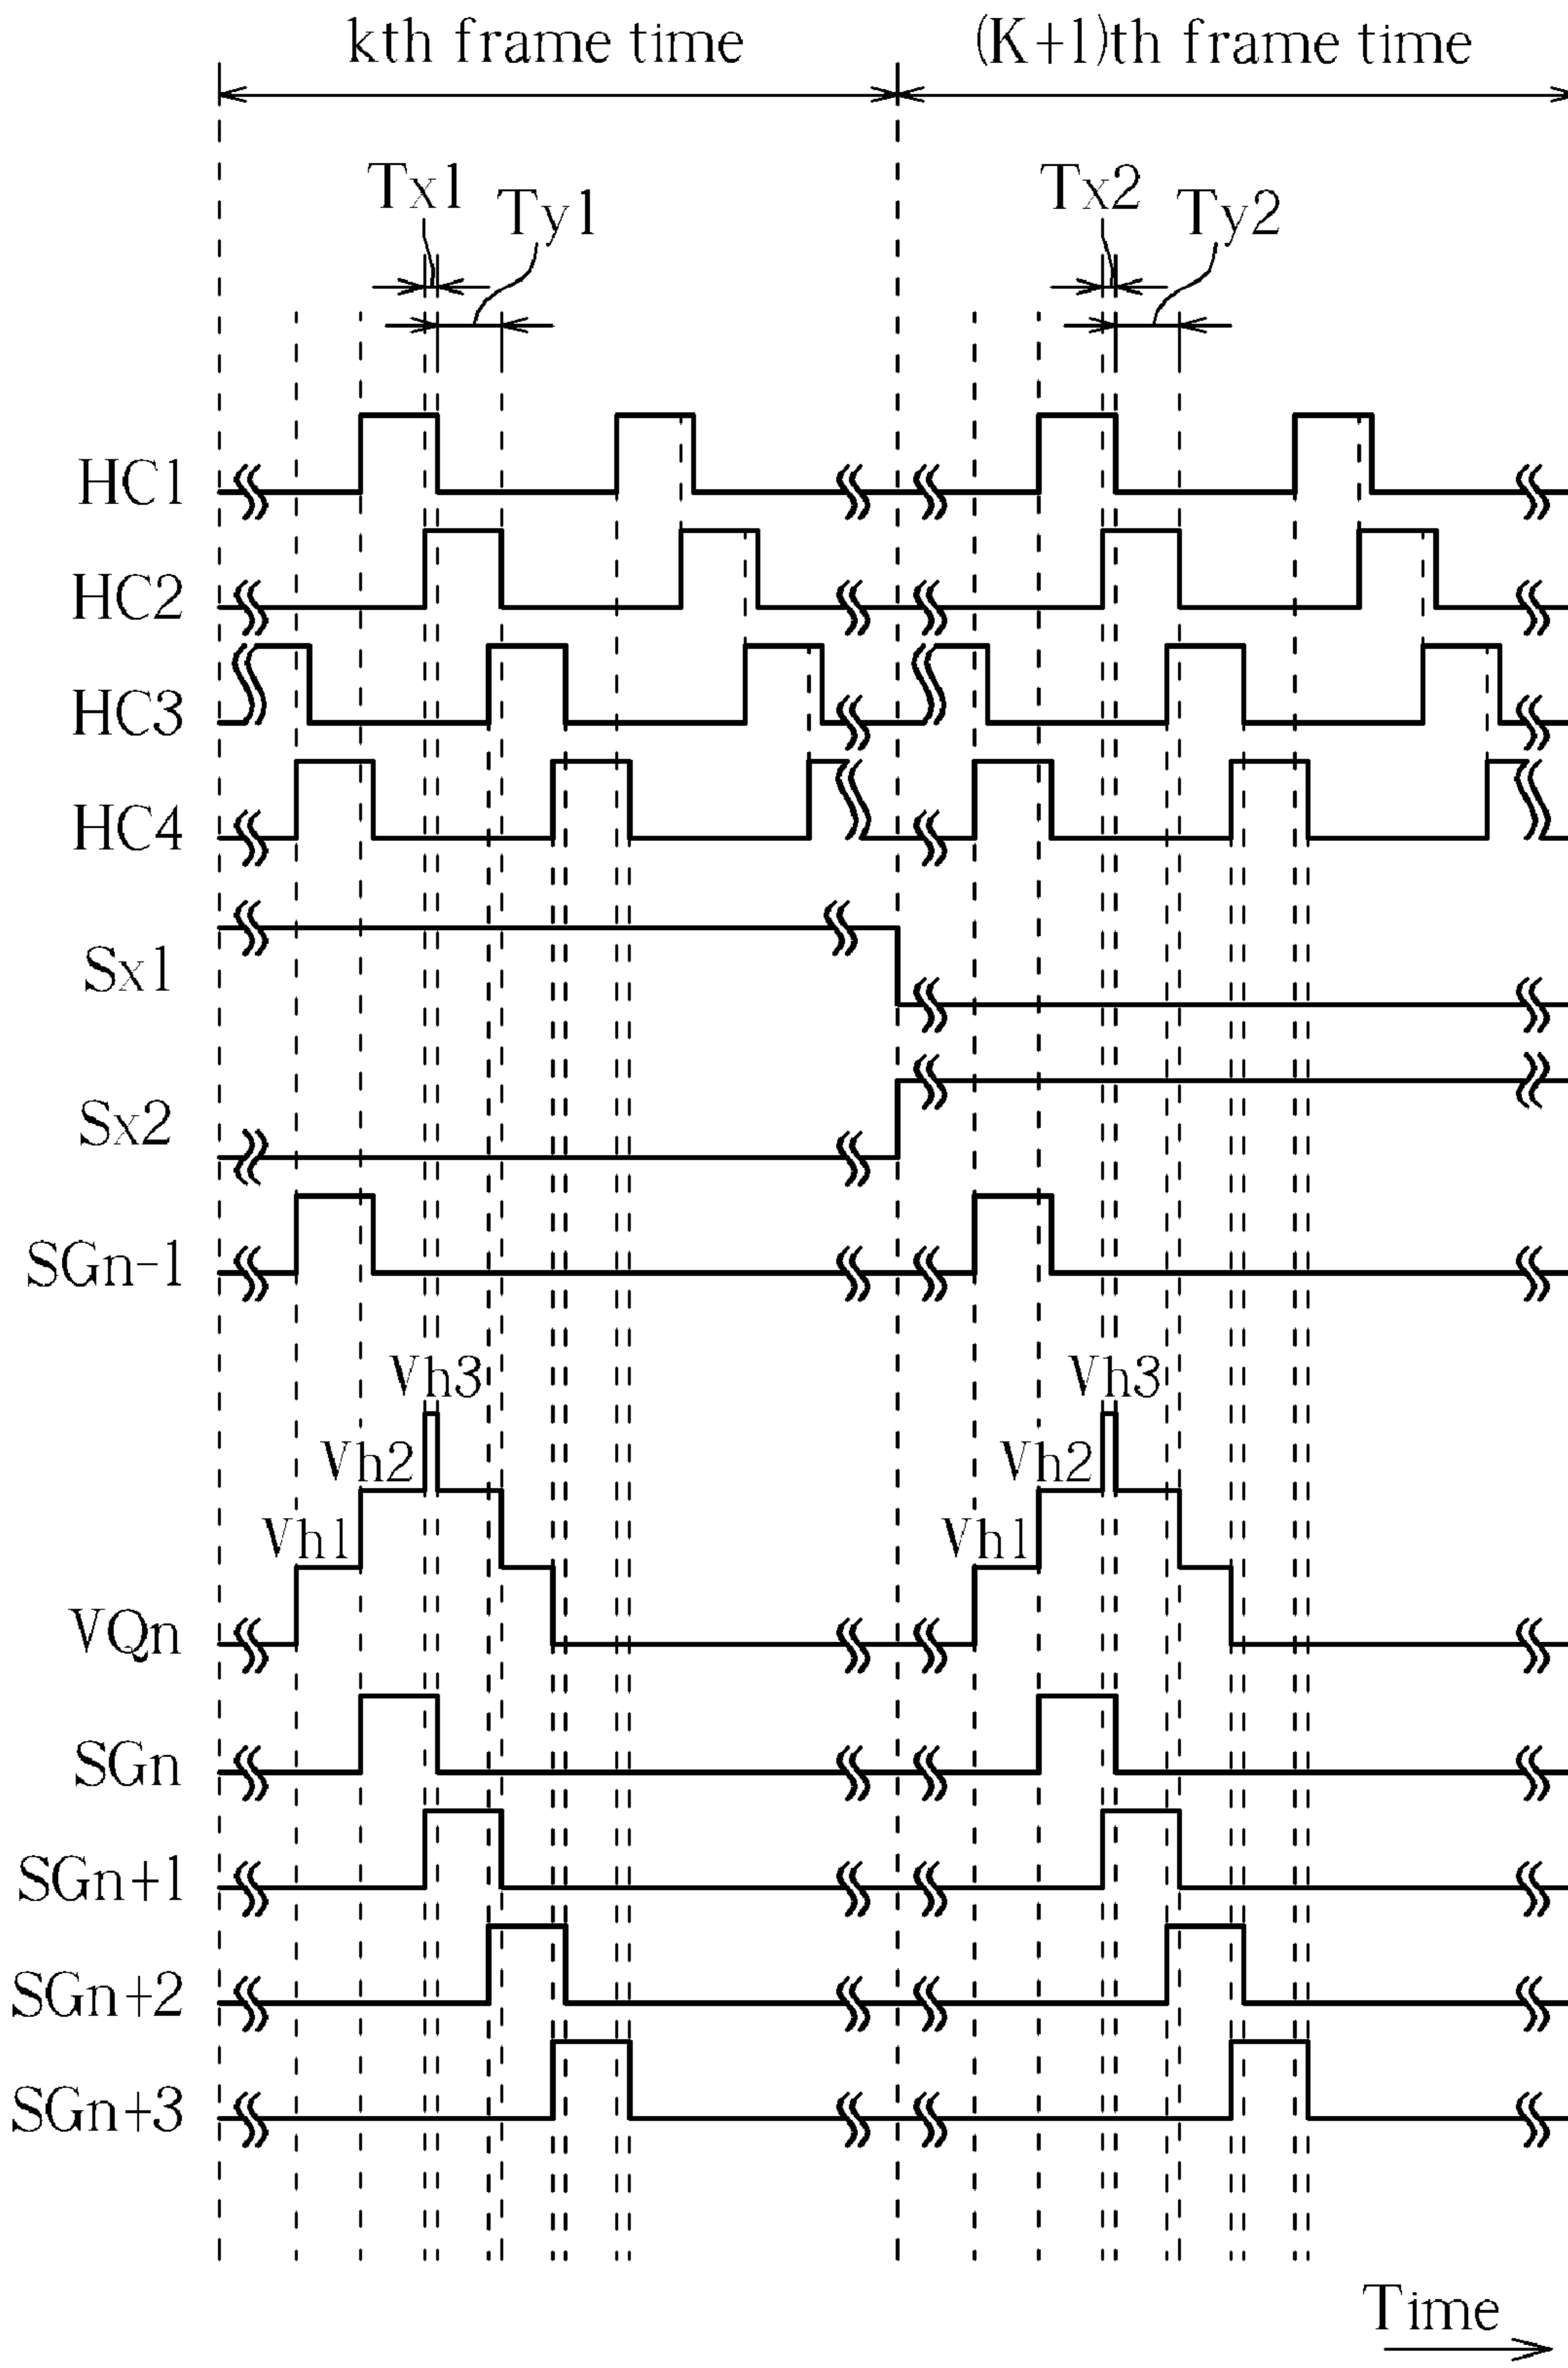 kth frame time
(K+1)th frame time
Tx1
Ty1
Tx2
Ty2
HC1
HC2
HC3
HC4
Sx1
Sx2
SGn-1
Vh3
Vh3
Vh2
Vh2
Vh1
Vh1
VQn
SGn
SGn+1
SGn+2
SGn+3
Time